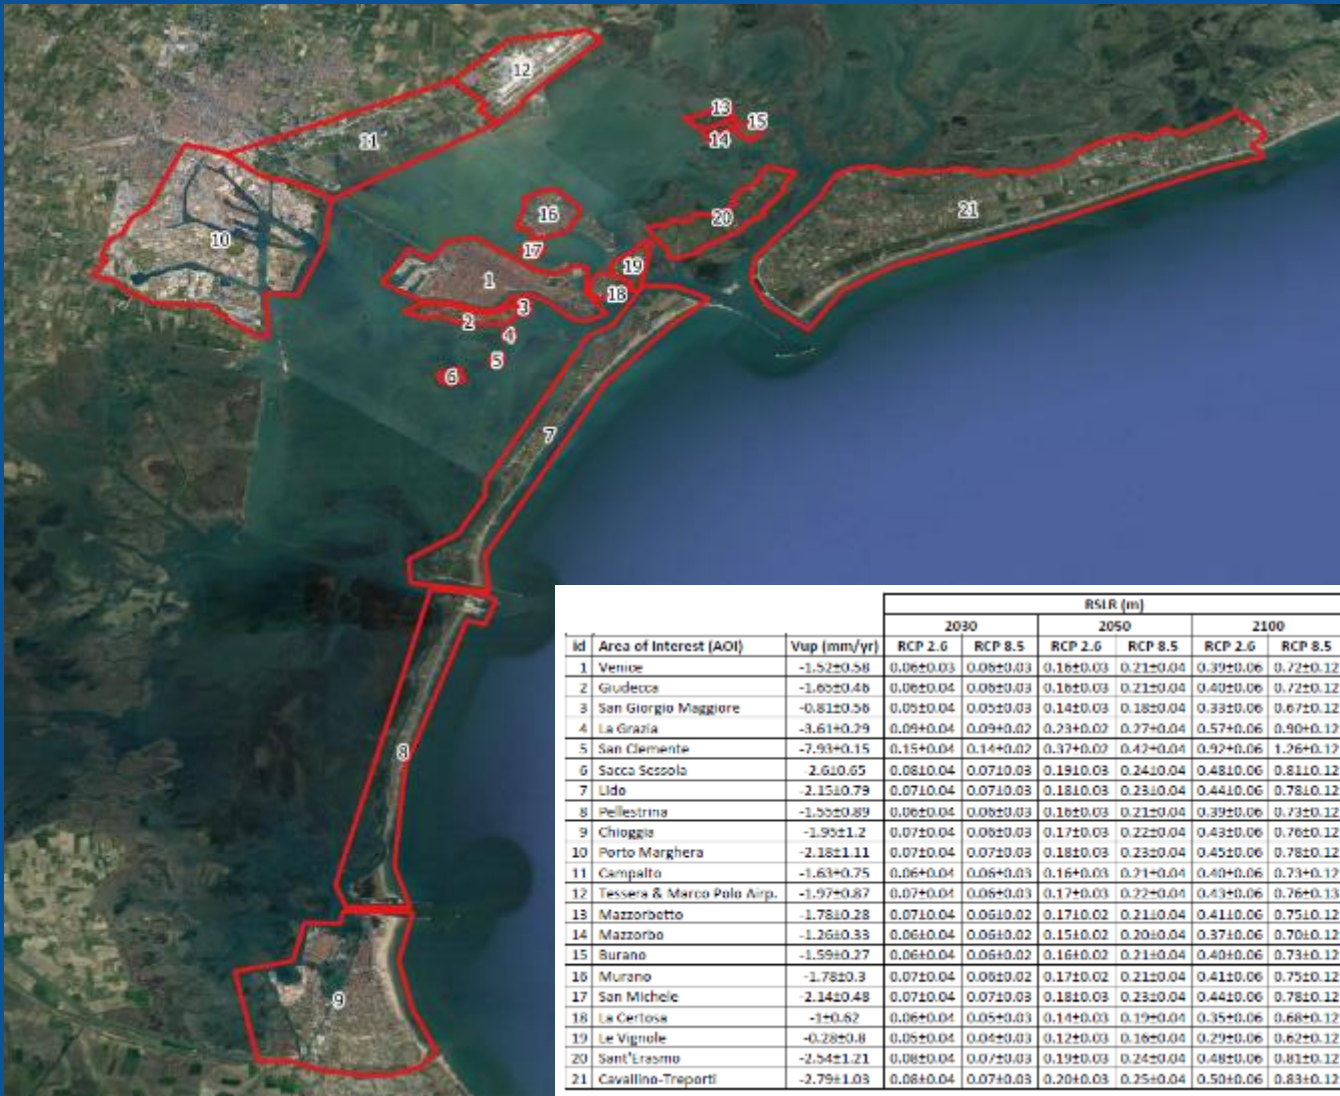 12
13
15
11
14
16
20
21
10
17
19
1
18
3
2
4
5
6
7
8
9
RSLR (m)
2030 2050 2100
id Area of Interest (AOI) Vup (mm/yr) RCP 2.6 RCP 8.5 RCP 2.6 RCP 8.5 RCP 2.6 RCP 8.5
1 Venice -1.52±0.58 0.06±0.03 0.06±0.03 0.16±0.03 0.21±0.04 0.39±0.06 0.72±0.12
2 Giudecca -1.65±0.46 0.06±0.04 0.06±0.03 0.16±0.03 0.21±0.04 0.40±0.06 0.72±0.12
3 San Giorgio Maggiore -0.81±0.56 0.05±0.04 0.05±0.03 0.14±0.03 0.18±0.04 0.33±0.06 0.67±0.12
4 La Grazia -3.61±0.29 0.09±0.04 0.09±0.02 0.23±0.02 0.27±0.04 0.57±0.06 0.90±0.12
5 San Clemente -7.93±0.15 0.15±0.04 0.14±0.02 0.37±0.02 0.42±0.04 0.92±0.06 1.26±0.12
6 Sacca Sessola -2.6±0.65 0.08±0.04 0.07±0.03 0.19±0.03 0.24±0.04 0.48±0.06 0.81±0.12
7 Lido -2.15±0.79 0.07±0.04 0.07±0.03 0.18±0.03 0.23±0.04 0.44±0.06 0.78±0.12
8 Pellestrina -1.55±0.89 0.06±0.04 0.06±0.03 0.16±0.03 0.21±0.04 0.39±0.06 0.73±0.12
9 Chioggia -1.95±1.2 0.07±0.04 0.06±0.03 0.17±0.03 0.22±0.04 0.43±0.06 0.76±0.12
10 Porto Marghera -2.18±1.11 0.07±0.04 0.07±0.03 0.18±0.03 0.23±0.04 0.45±0.06 0.78±0.12
11 Campalto -1.63±0.75 0.06±0.04 0.06±0.03 0.16±0.03 0.21±0.04 0.40±0.06 0.73±0.12
12 Tessera & Marco Polo Airp. -1.97±0.87 0.07±0.04 0.06±0.03 0.17±0.03 0.22±0.04 0.43±0.06 0.76±0.13
13 Mazzorbetto -1.78±0.28 0.07±0.04 0.06±0.02 0.17±0.02 0.21±0.04 0.41±0.06 0.75±0.12
14 Mazzorbo -1.26±0.33 0.06±0.04 0.06±0.02 0.15±0.02 0.20±0.04 0.37±0.06 0.70±0.12
15 Burano -1.59±0.27 0.06±0.04 0.06±0.02 0.16±0.02 0.21±0.04 0.40±0.06 0.73±0.12
16 Murano -1.78±0.3 0.07±0.04 0.06±0.02 0.17±0.02 0.21±0.04 0.41±0.06 0.75±0.12
17 San Michele -2.14±0.48 0.07±0.04 0.07±0.03 0.18±0.03 0.23±0.04 0.44±0.06 0.78±0.12
18 La Certosa -1±0.62 0.06±0.04 0.05±0.03 0.14±0.03 0.19±0.04 0.35±0.06 0.68±0.12
19 Le Vignole -0.28±0.8 0.05±0.04 0.04±0.03 0.12±0.03 0.16±0.04 0.29±0.06 0.62±0.12
20 Sant'Erasmo -2.54±1.21 0.08±0.04 0.07±0.03 0.19±0.03 0.24±0.04 0.48±0.06 0.81±0.12
21 Cavallino-Treporti -2.79±1.03 0.08±0.04 0.07±0.03 0.20±0.03 0.25±0.04 0.50±0.06 0.83±0.12